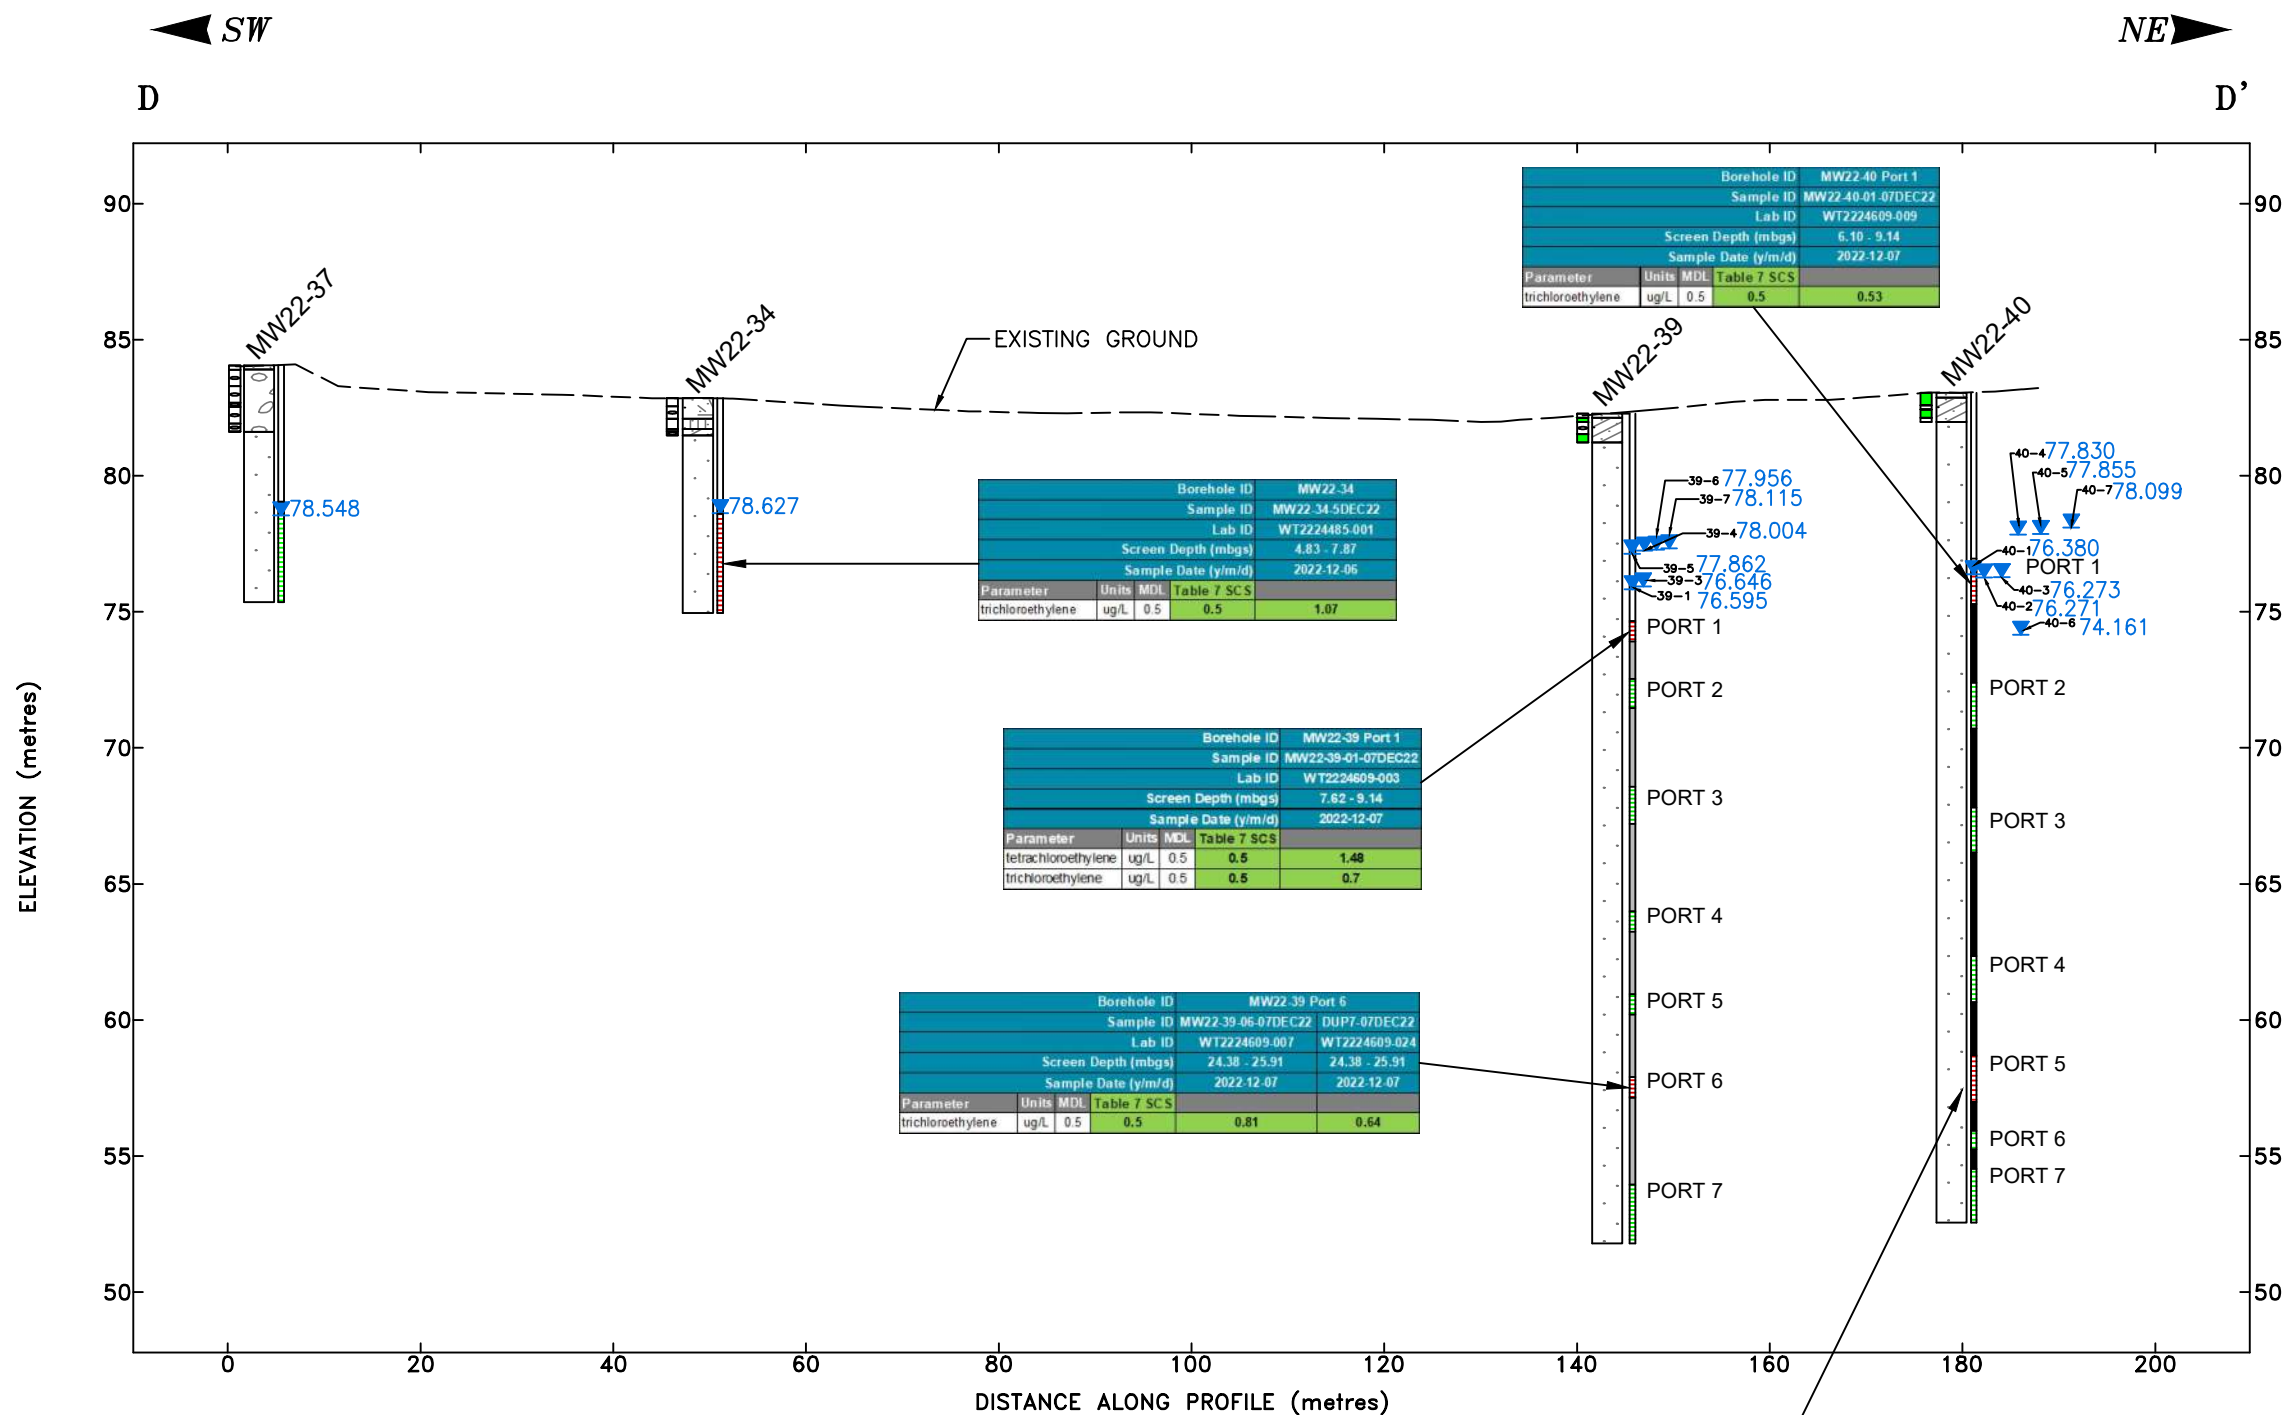 SW
NE
D
D'
90
85
80
75
70
65
60
55
50
ELEVATION (metres)
MW22-37
MW22-34
MW22-39
MW22-40
EXISTING GROUND
78.548
78.627
Borehole ID MW22-40 Port 1
Sample ID MW22-40-01-07DEC22
Lab ID WT2224609-009
Screen Depth (mbgs) 6.10 - 9.14
Sample Date (y/m/d) 2022-12-07
Parameter Units MDL Table 7 SCS
trichloroethylene ug/L 0.5 0.5 0.53
Borehole ID MW22-34
Sample ID MW22-34-5DEC22
Lab ID WT2224485-001
Screen Depth (mbgs) 4.83 - 7.87
Sample Date (y/m/d) 2022-12-06
Parameter Units MDL Table 7 SCS
trichloroethylene ug/L 0.5 0.5 1.07
Borehole ID MW22-39 Port 1
Sample ID MW22-39-01-07DEC22
Lab ID WT2224609-003
Screen Depth (mbgs) 7.62 - 9.14
Sample Date (y/m/d) 2022-12-07
Parameter Units MDL Table 7 SCS
tetrachloroethylene ug/L 0.5 0.5 1.48
trichloroethylene ug/L 0.5 0.5 0.7
Borehole ID MW22-39 Port 6
Sample ID MW22-39-06-07DEC22 DUP7-07DEC22
Lab ID WT2224609-007 WT2224609-024
Screen Depth (mbgs) 24.38 - 25.91 24.38 - 25.91
Sample Date (y/m/d) 2022-12-07 2022-12-07
Parameter Units MDL Table 7 SCS
trichloroethylene ug/L 0.5 0.5 0.81 0.64
39-6 77.956
39-7 78.115
39-4 78.004
39-5 77.862
39-3 76.646
39-1 76.595
PORT 1
PORT 2
PORT 3
PORT 4
PORT 5
PORT 6
PORT 7
40-4 77.830
40-5 77.855
40-7 78.099
40-1 76.380
PORT 1
40-3 76.273
40-2 76.271
40-6 74.161
PORT 2
PORT 3
PORT 4
PORT 5
PORT 6
PORT 7
90
85
80
75
70
65
60
55
50
0 20 40 60 80 100 120 140 160 180 200
DISTANCE ALONG PROFILE (metres)